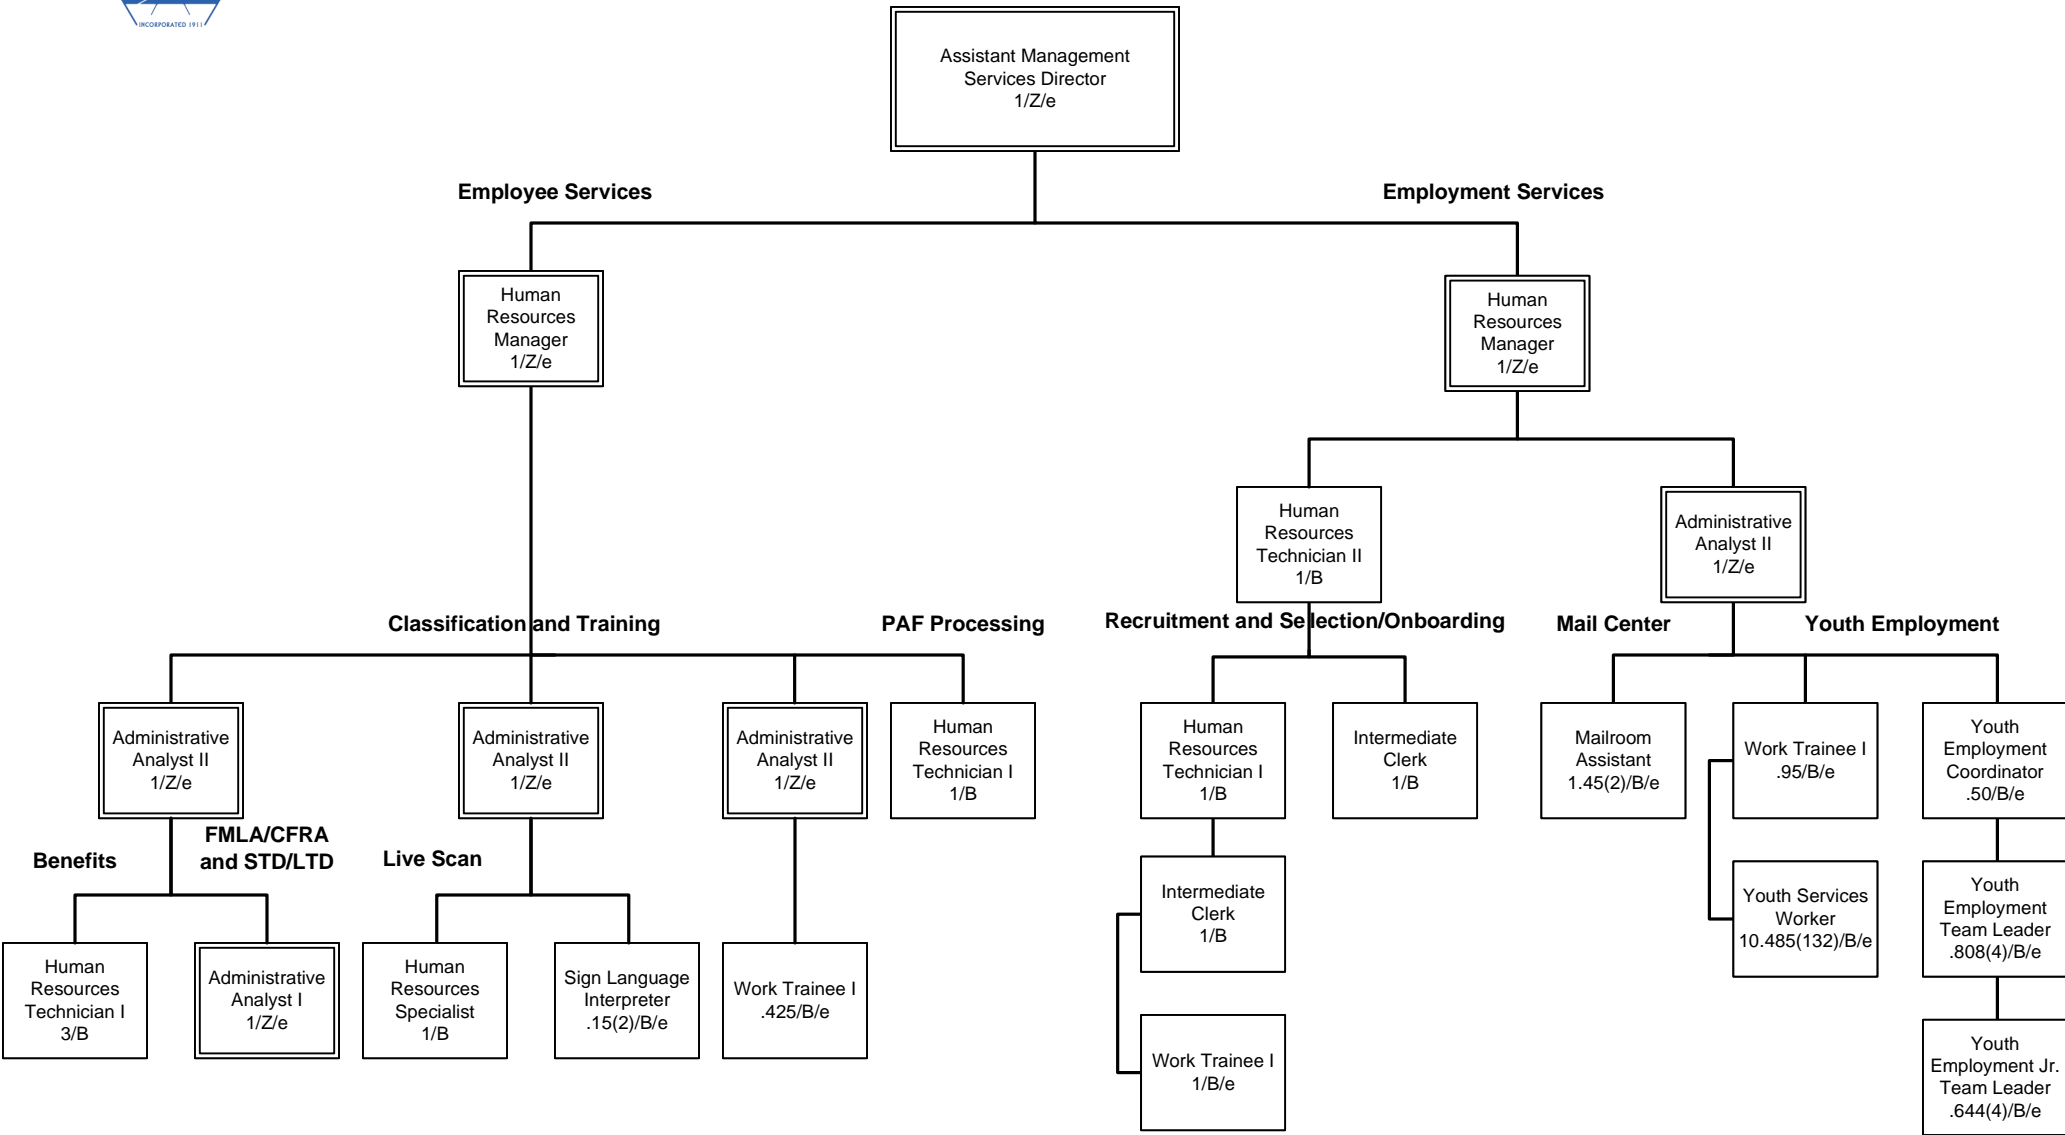 INCORPORATED 1911
Assistant Management
Services Director
1/Z/e
Employee Services
Employment Services
Human
Resources
Manager
1/Z/e
Human
Resources
Manager
1/Z/e
Human
Resources
Technician II
1/B
Administrative
Analyst II
1/Z/e
Classification and Training
PAF Processing
Recruitment and Selection/Onboarding
Mail Center
Youth Employment
Administrative
Analyst II
1/Z/e
Administrative
Analyst II
1/Z/e
Administrative
Analyst II
1/Z/e
Human
Resources
Technician I
1/B
Human
Resources
Technician I
1/B
Intermediate
Clerk
1/B
Mailroom
Assistant
1.45(2)/B/e
Work Trainee I
.95/B/e
Youth
Employment
Coordinator
.50/B/e
Benefits
FMLA/CFRA
and STD/LTD
Live Scan
Intermediate
Clerk
1/B
Youth Services
Worker
10.485(132)/B/e
Youth
Employment
Team Leader
.808(4)/B/e
Human
Resources
Technician I
3/B
Administrative
Analyst I
1/Z/e
Human
Resources
Specialist
1/B
Sign Language
Interpreter
.15(2)/B/e
Work Trainee I
.425/B/e
Work Trainee I
1/B/e
Youth
Employment Jr.
Team Leader
.644(4)/B/e